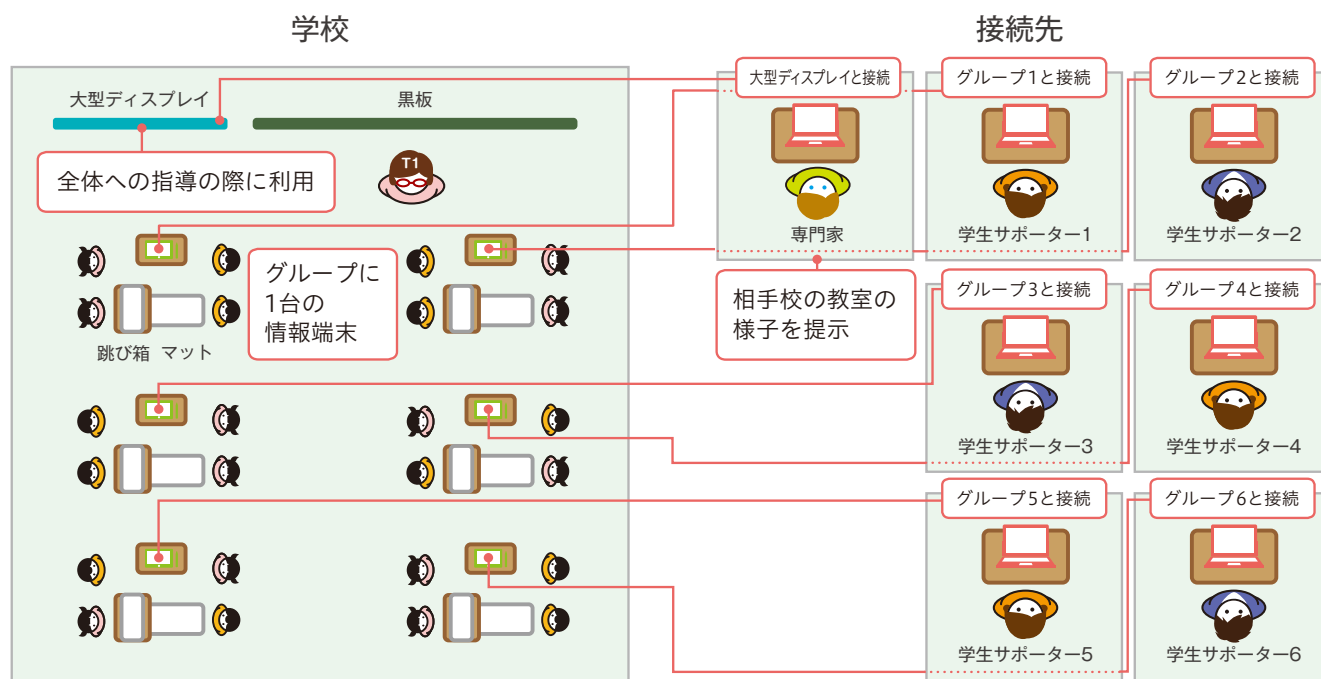 学校
接続先
大型ディスプレイ
黒板
T1
全体への指導の際に利用
グループに
1台の
情報端末
跳び箱 マット
大型ディスプレイと接続
専門家
相手校の教室の
様子を提示
グループ1と接続
学生サポーター1
グループ2と接続
学生サポーター2
グループ3と接続
学生サポーター3
グループ4と接続
学生サポーター4
グループ5と接続
学生サポーター5
グループ6と接続
学生サポーター6